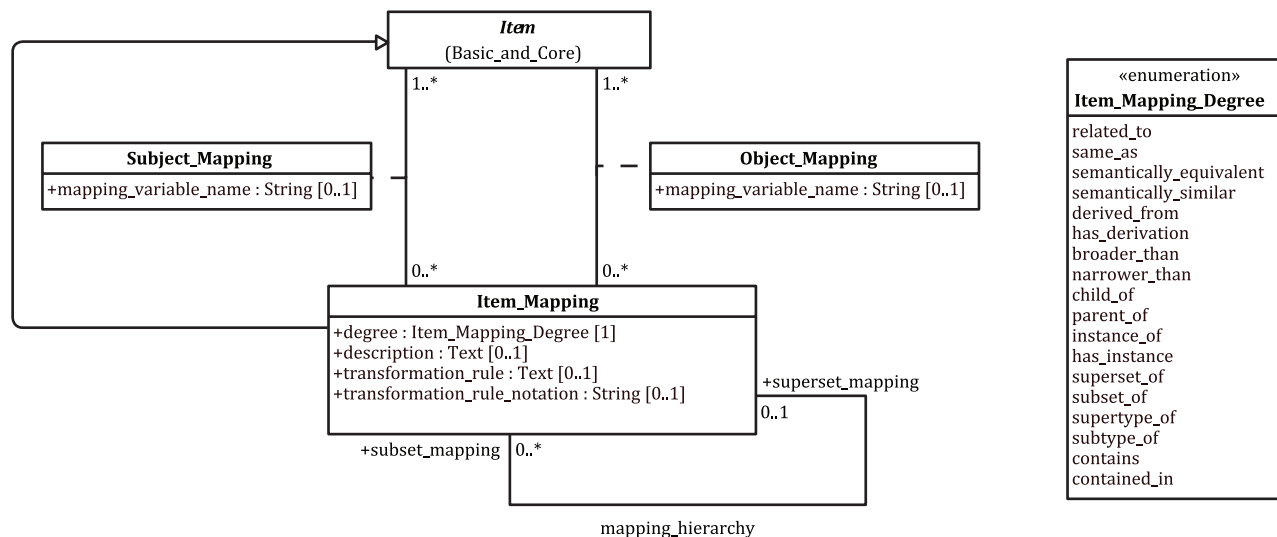 Item
(Basic_and_Core)
1..*
1..*
«enumeration»
Item_Mapping_Degree
related_to
same_as
semantically_equivalent
semantically_similar
derived_from
has_derivation
broader_than
narrower_than
child_of
parent_of
instance_of
has_instance
superset_of
subset_of
supertype_of
subtype_of
contains
contained_in
Subject_Mapping
+mapping_variable_name : String [0..1]
Object_Mapping
+mapping_variable_name : String [0..1]
0..*
0..*
Item_Mapping
+degree : Item_Mapping_Degree [1]
+description : Text [0..1]
+transformation_rule : Text [0..1]
+transformation_rule_notation : String [0..1]
+superset_mapping
0..1
+subset_mapping
0..*
mapping_hierarchy